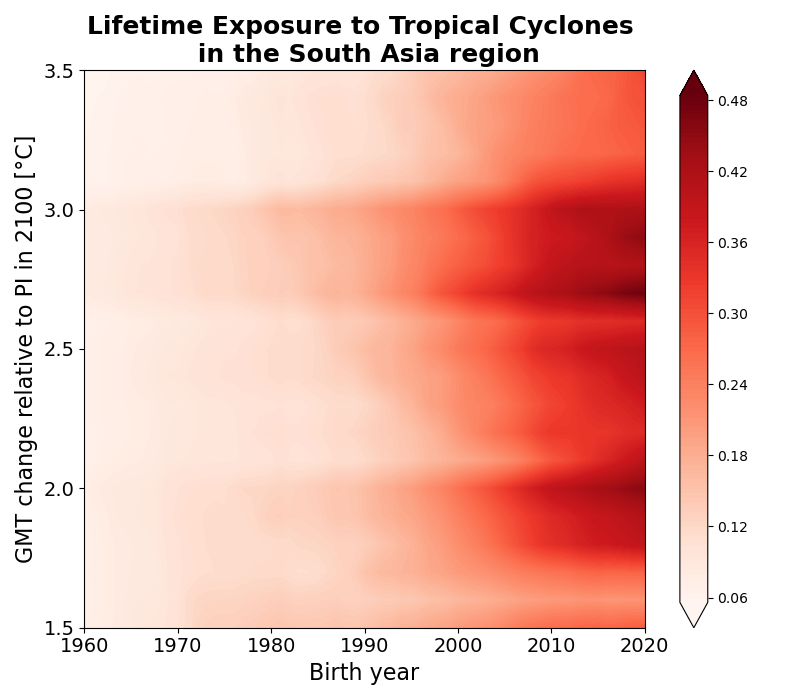 Lifetime Exposure to Tropical Cyclones
in the South Asia region
GMT change relative to PI in 2100 [°C]
3.5
3.0
2.5
2.0
1.5
1960 1970 1980 1990 2000 2010 2020
Birth year
0.48
0.42
0.36
0.30
0.24
0.18
0.12
0.06